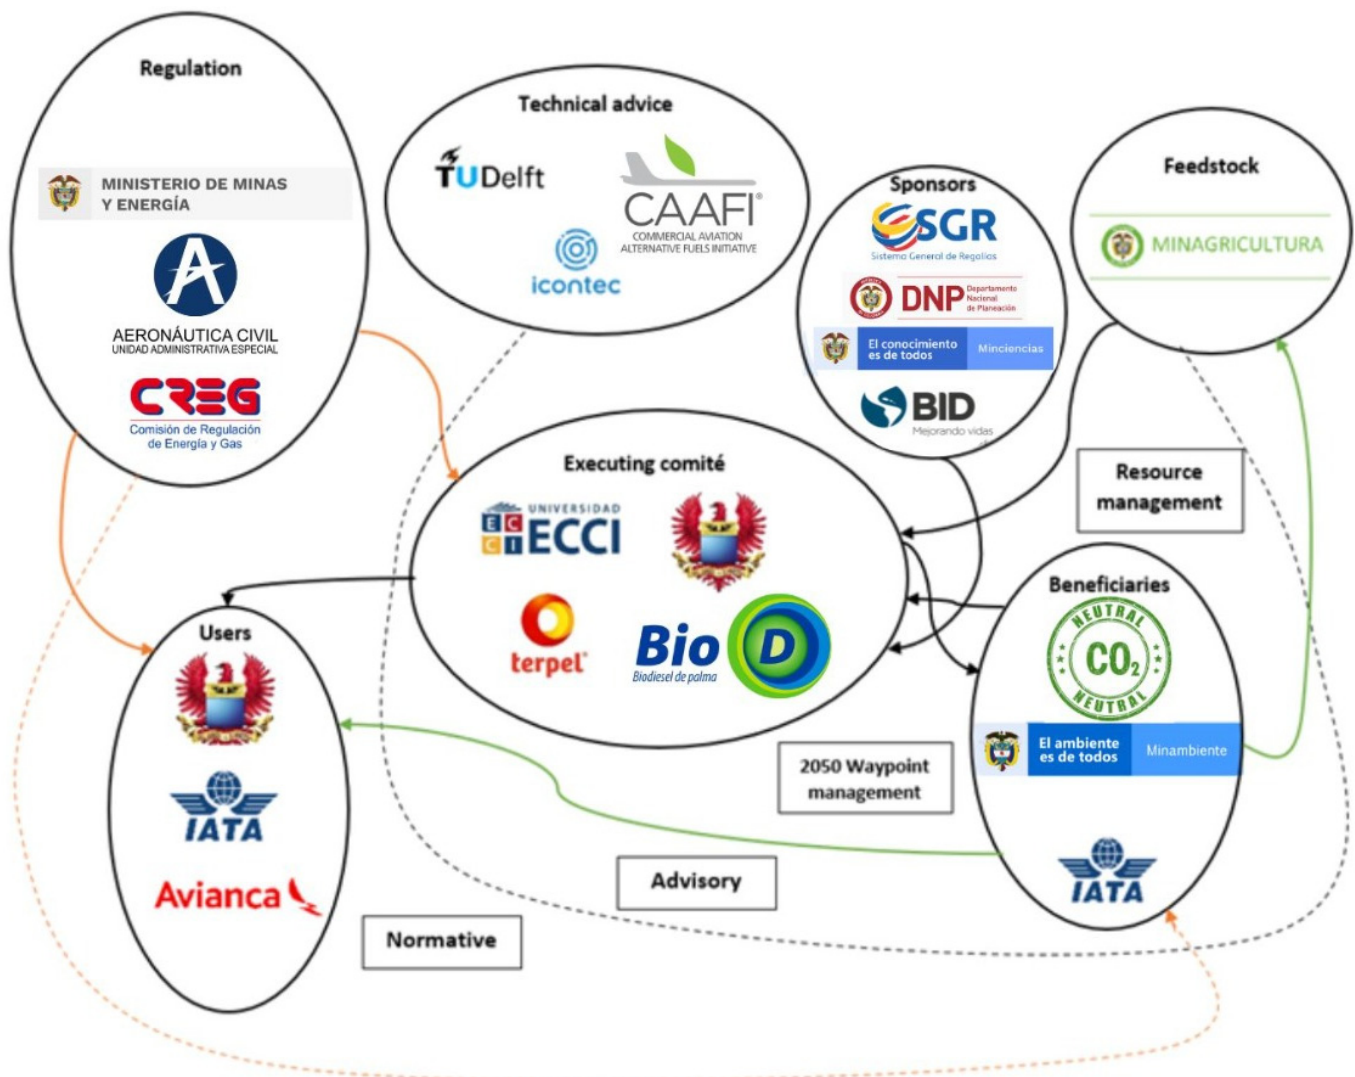 Regulation
MINISTERIO DE MINAS
Y ENERGÍA
AERONÁUTICA CIVIL
UNIDAD ADMINISTRATIVA ESPECIAL
CREG
Comisión de Regulación
de Energía y Gas
Technical advice
TUDelft
CAAFI®
COMMERCIAL AVIATION
ALTERNATIVE FUELS INITIATIVE
icontec
Sponsors
SGR
Sistema General de Regalías
DNP
Departamento
Nacional
de Planeación
El conocimiento
es de todos
Minciencias
BID
Mejorando vidas
Feedstock
MINAGRICULTURA
Resource
management
Executing comité
UNIVERSIDAD
ECCI
ECCI
terpel
Bio D
Biodiesel de palma
Users
IATA
Avianca
Beneficiaries
NEUTRAL
CO₂
NEUTRAL
El ambiente
es de todos
Minambiente
IATA
2050 Waypoint
management
Advisory
Normative